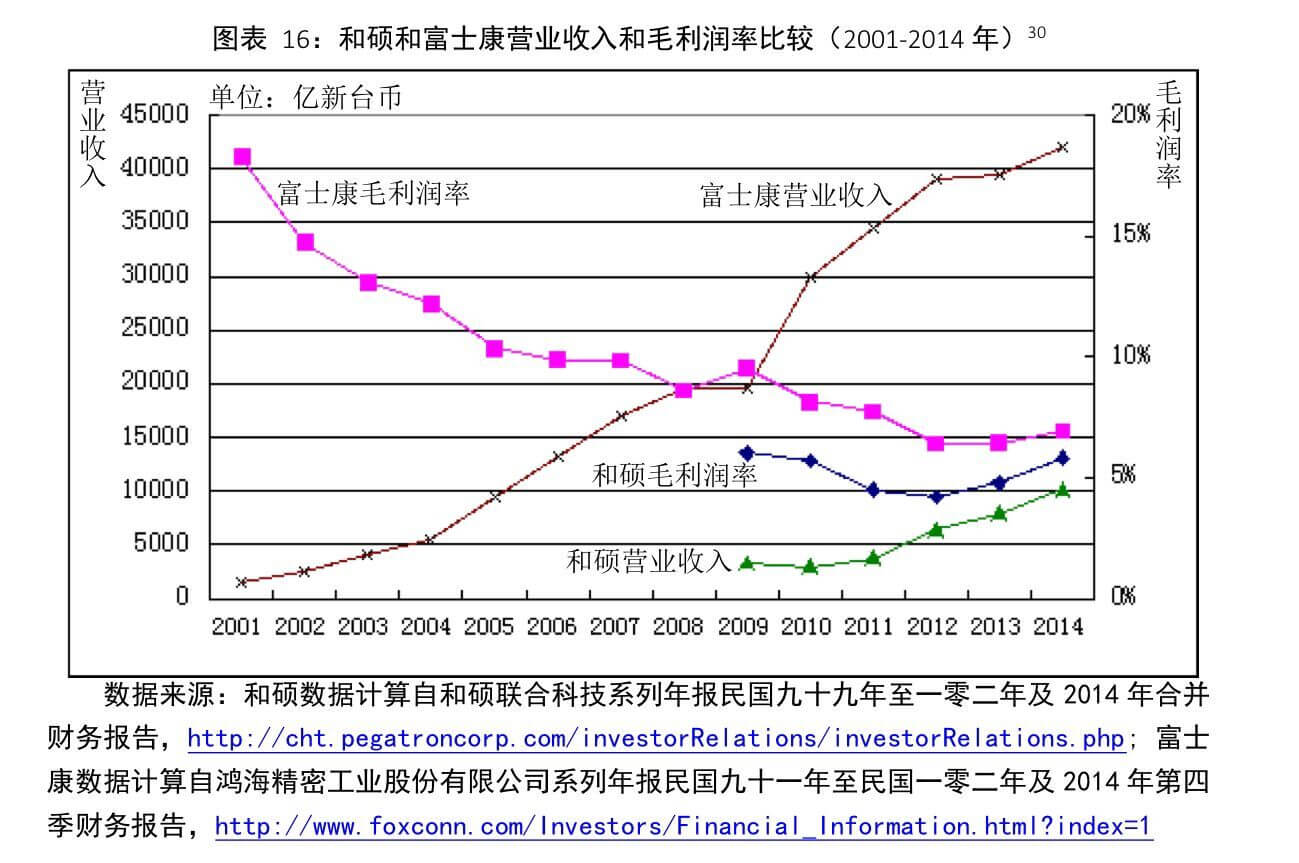 图表 16：和硕和富士康营业收入和毛利润率比较（2001-2014 年）30
营业收入
单位：亿新台币
毛利润率
45000
40000
35000
30000
25000
20000
15000
10000
5000
0
20%
15%
10%
5%
0%
富士康毛利润率
富士康营业收入
和硕毛利润率
和硕营业收入
2001 2002 2003 2004 2005 2006 2007 2008 2009 2010 2011 2012 2013 2014
数据来源：和硕数据计算自和硕联合科技系列年报民国九十九年至一零二年及 2014 年合并
财务报告，http://cht.pegatroncorp.com/investorRelations/investorRelations.php；富士
康数据计算自鸿海精密工业股份有限公司系列年报民国九十一年至民国一零二年及 2014 年第四
季财务报告，http://www.foxconn.com/Investors/Financial_Information.html?index=1